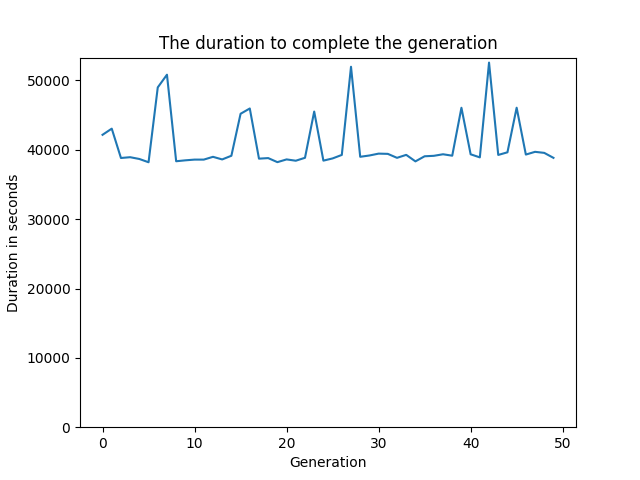 The duration to complete the generation
50000
40000
30000
20000
10000
0
Duration in seconds
0 10 20 30 40 50
Generation